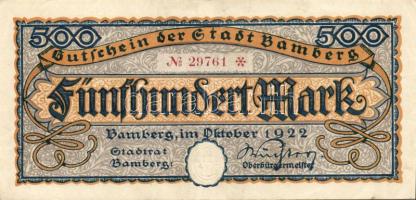 500 500
Gutschein der Stadt Bamberg
№ 29761 *
Fünfhundert Mark
Bamberg, im Oktober 1922
Stadtrat
Bamberg:
Oberbürgermeister